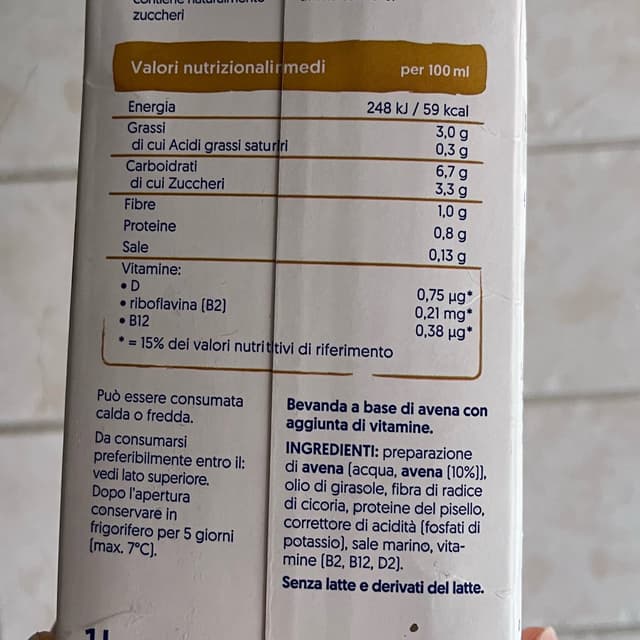 zuccheri
Valori nutrizionali medi per 100 ml
Energia 248 kJ / 59 kcal
Grassi 3,0 g
di cui Acidi grassi saturi 0,3 g
Carboidrati 6,7 g
di cui Zuccheri 3,3 g
Fibre 1,0 g
Proteine 0,8 g
Sale 0,13 g
Vitamine:
• D 0,75 µg*
• riboflavina (B2) 0,21 mg*
• B12 0,38 µg*
* = 15% dei valori nutritivi di riferimento
Può essere consumata
calda o fredda.
Da consumarsi
preferibilmente entro il:
vedi lato superiore.
Dopo l'apertura
conservare in
frigorifero per 5 giorni
(max. 7°C).
Bevanda a base di avena con
aggiunta di vitamine.
INGREDIENTI: preparazione
di avena (acqua, avena (10%)),
olio di girasole, fibra di radice
di cicoria, proteine del pisello,
correttore di acidità (fosfati di
potassio), sale marino, vita-
mine (B2, B12, D2).
Senza latte e derivati del latte.
1L